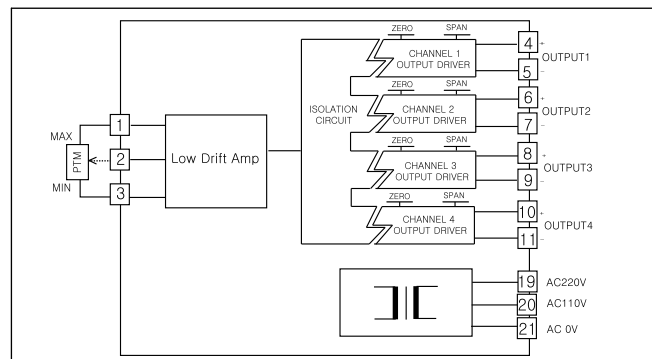 ZERO SPAN
CHANNEL 1
OUTPUT DRIVER
4 +
5 −
OUTPUT1
ISOLATION
CIRCUIT
ZERO SPAN
CHANNEL 2
OUTPUT DRIVER
6 +
7 −
OUTPUT2
MAX
PTM
MIN
1
2
3
Low Drift Amp
ZERO SPAN
CHANNEL 3
OUTPUT DRIVER
8 +
9 −
OUTPUT3
ZERO SPAN
CHANNEL 4
OUTPUT DRIVER
10 +
11 −
OUTPUT4
19 AC220V
20 AC110V
21 AC 0V